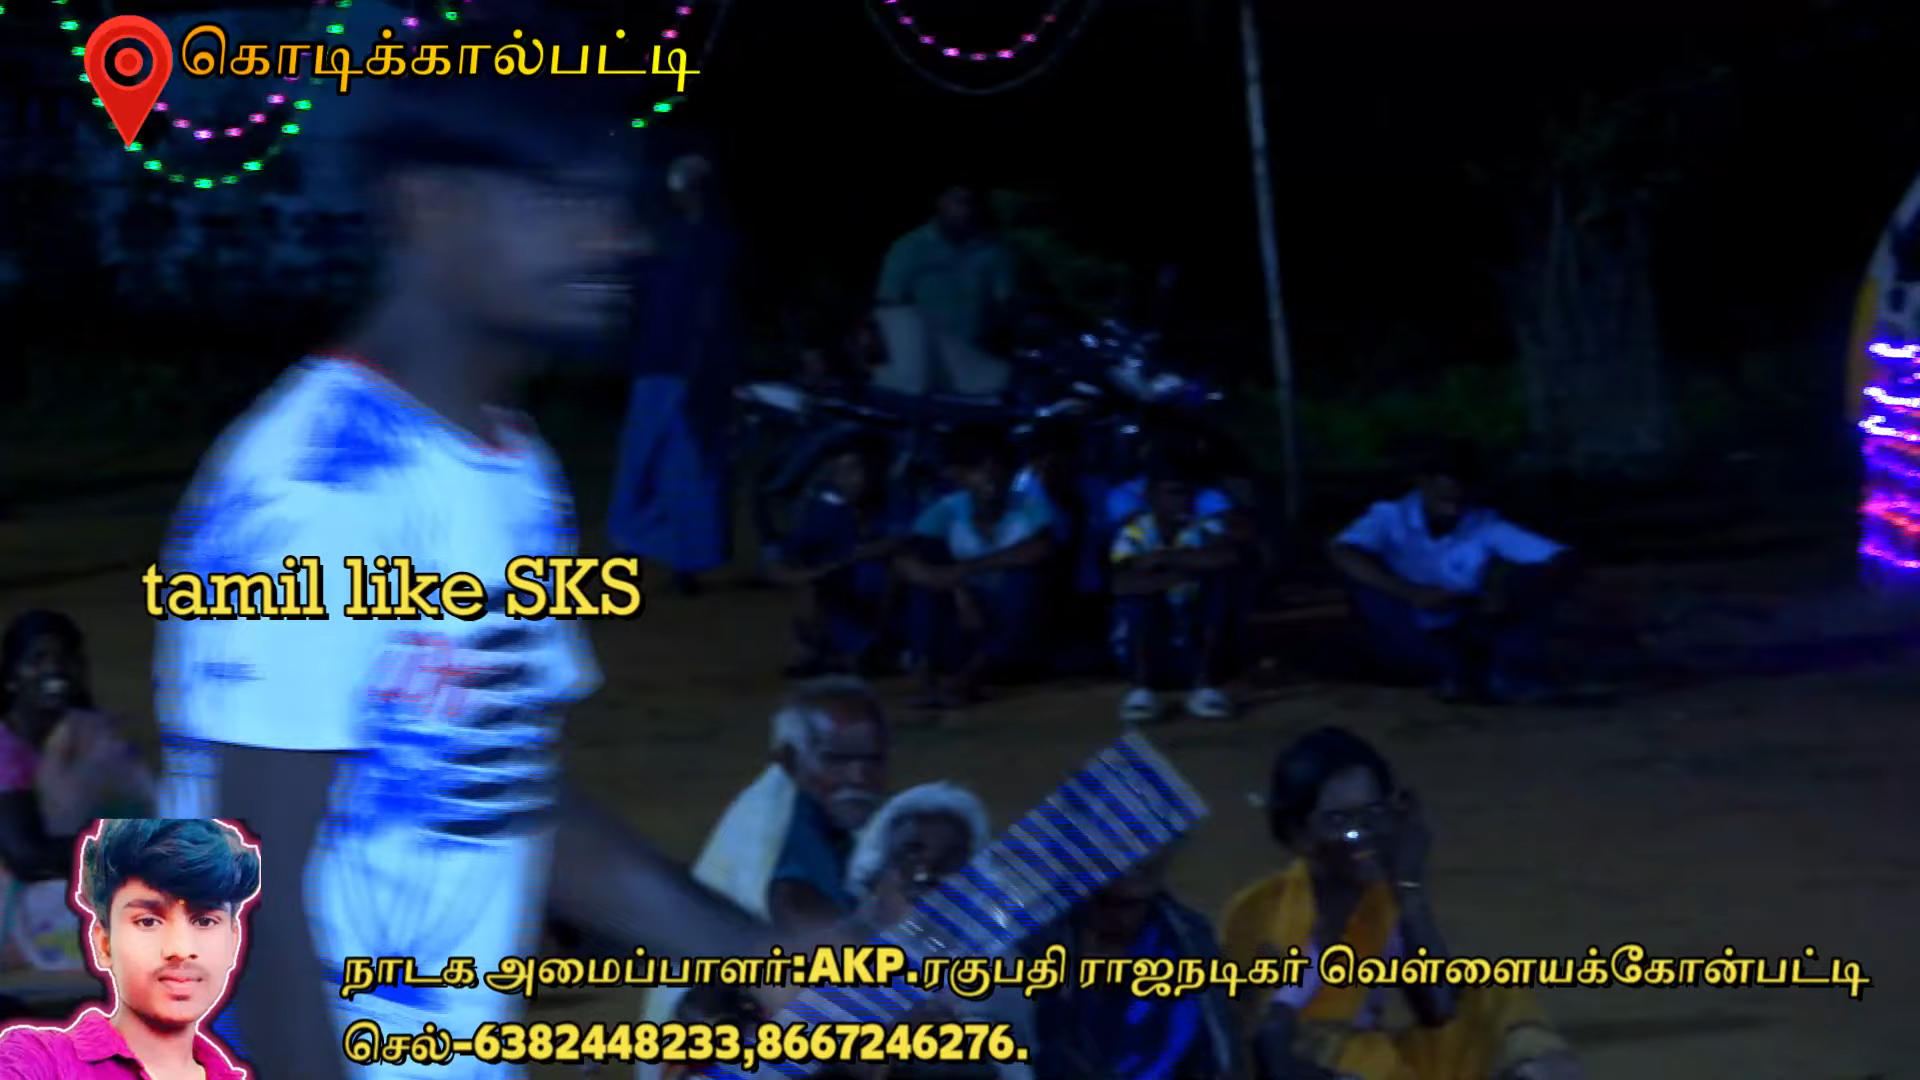 கொடிக்கால்பட்டி
tamil like SKS
நாடக அமைப்பாளர்:AKP.ரகுபதி ராஜநடிகர் வெள்ளையக்கோன்பட்டி
செல்-6382448233,8667246276.